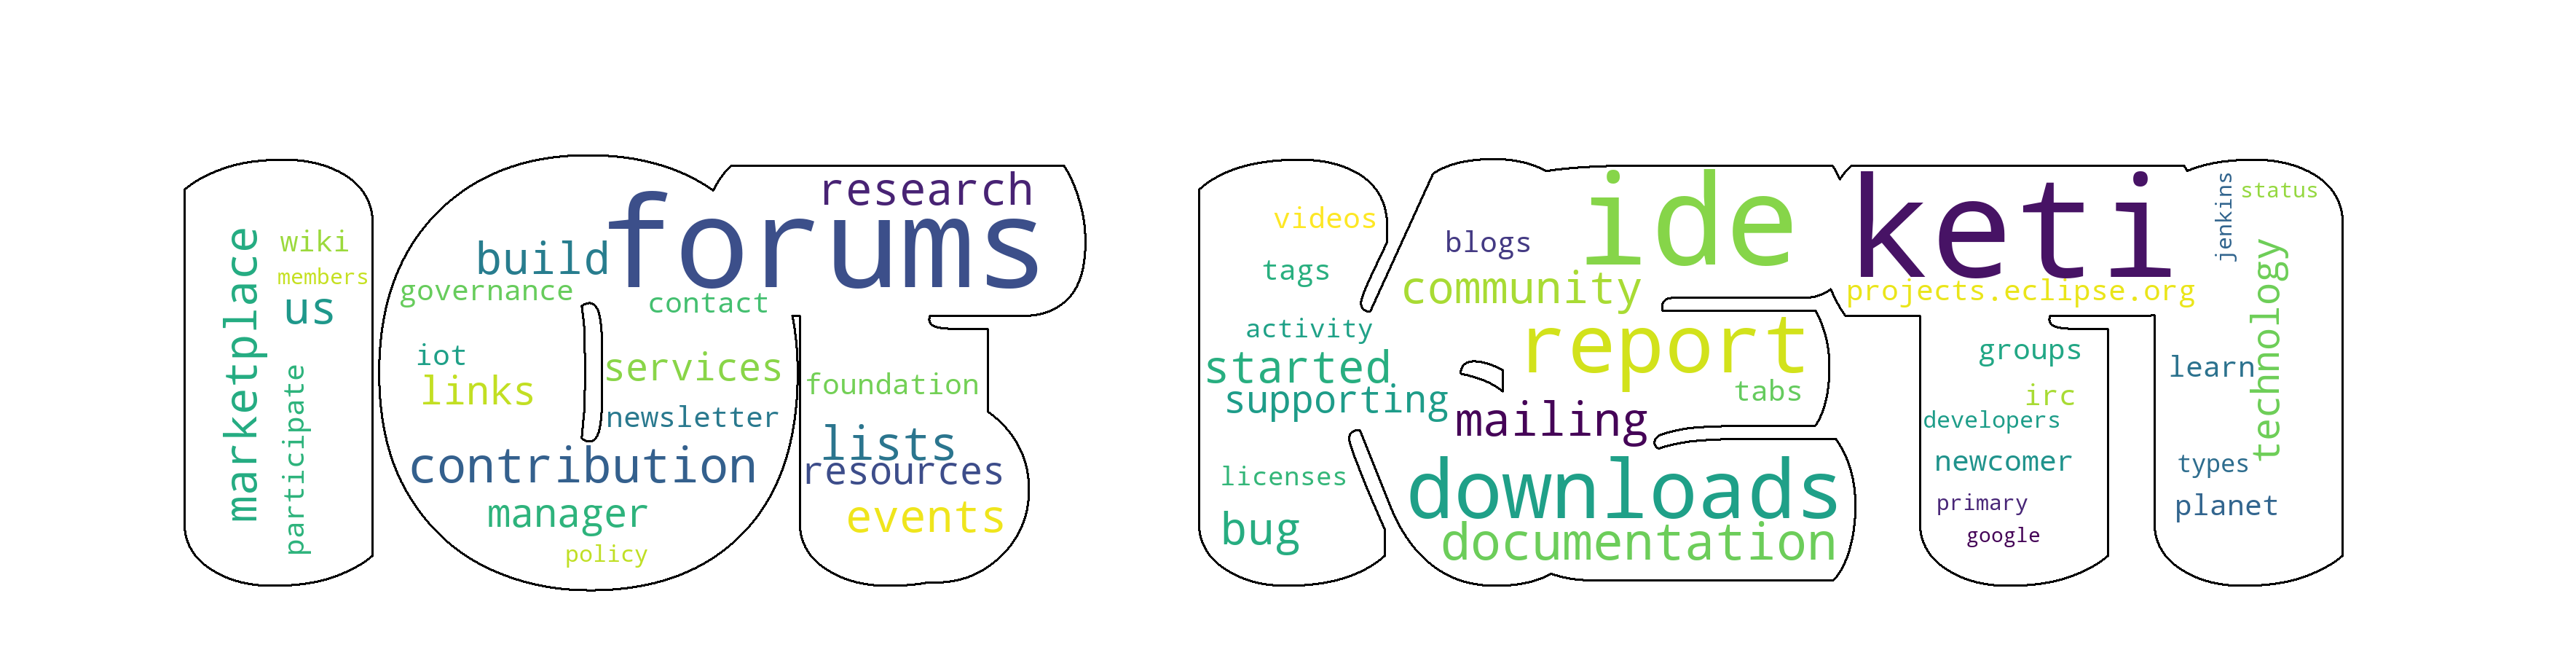 marketplace
wiki
members
us
participate
research
forums
build
governance
contact
iot
links
services
newsletter
contribution
manager
policy
foundation
lists
resources
events
videos
tags
activity
started
supporting
licenses
bug
blogs
community
ide
report
tabs
mailing
downloads
documentation
keti
projects.eclipse.org
groups
irc
developers
newcomer
primary
google
jenkins
status
technology
learn
types
planet